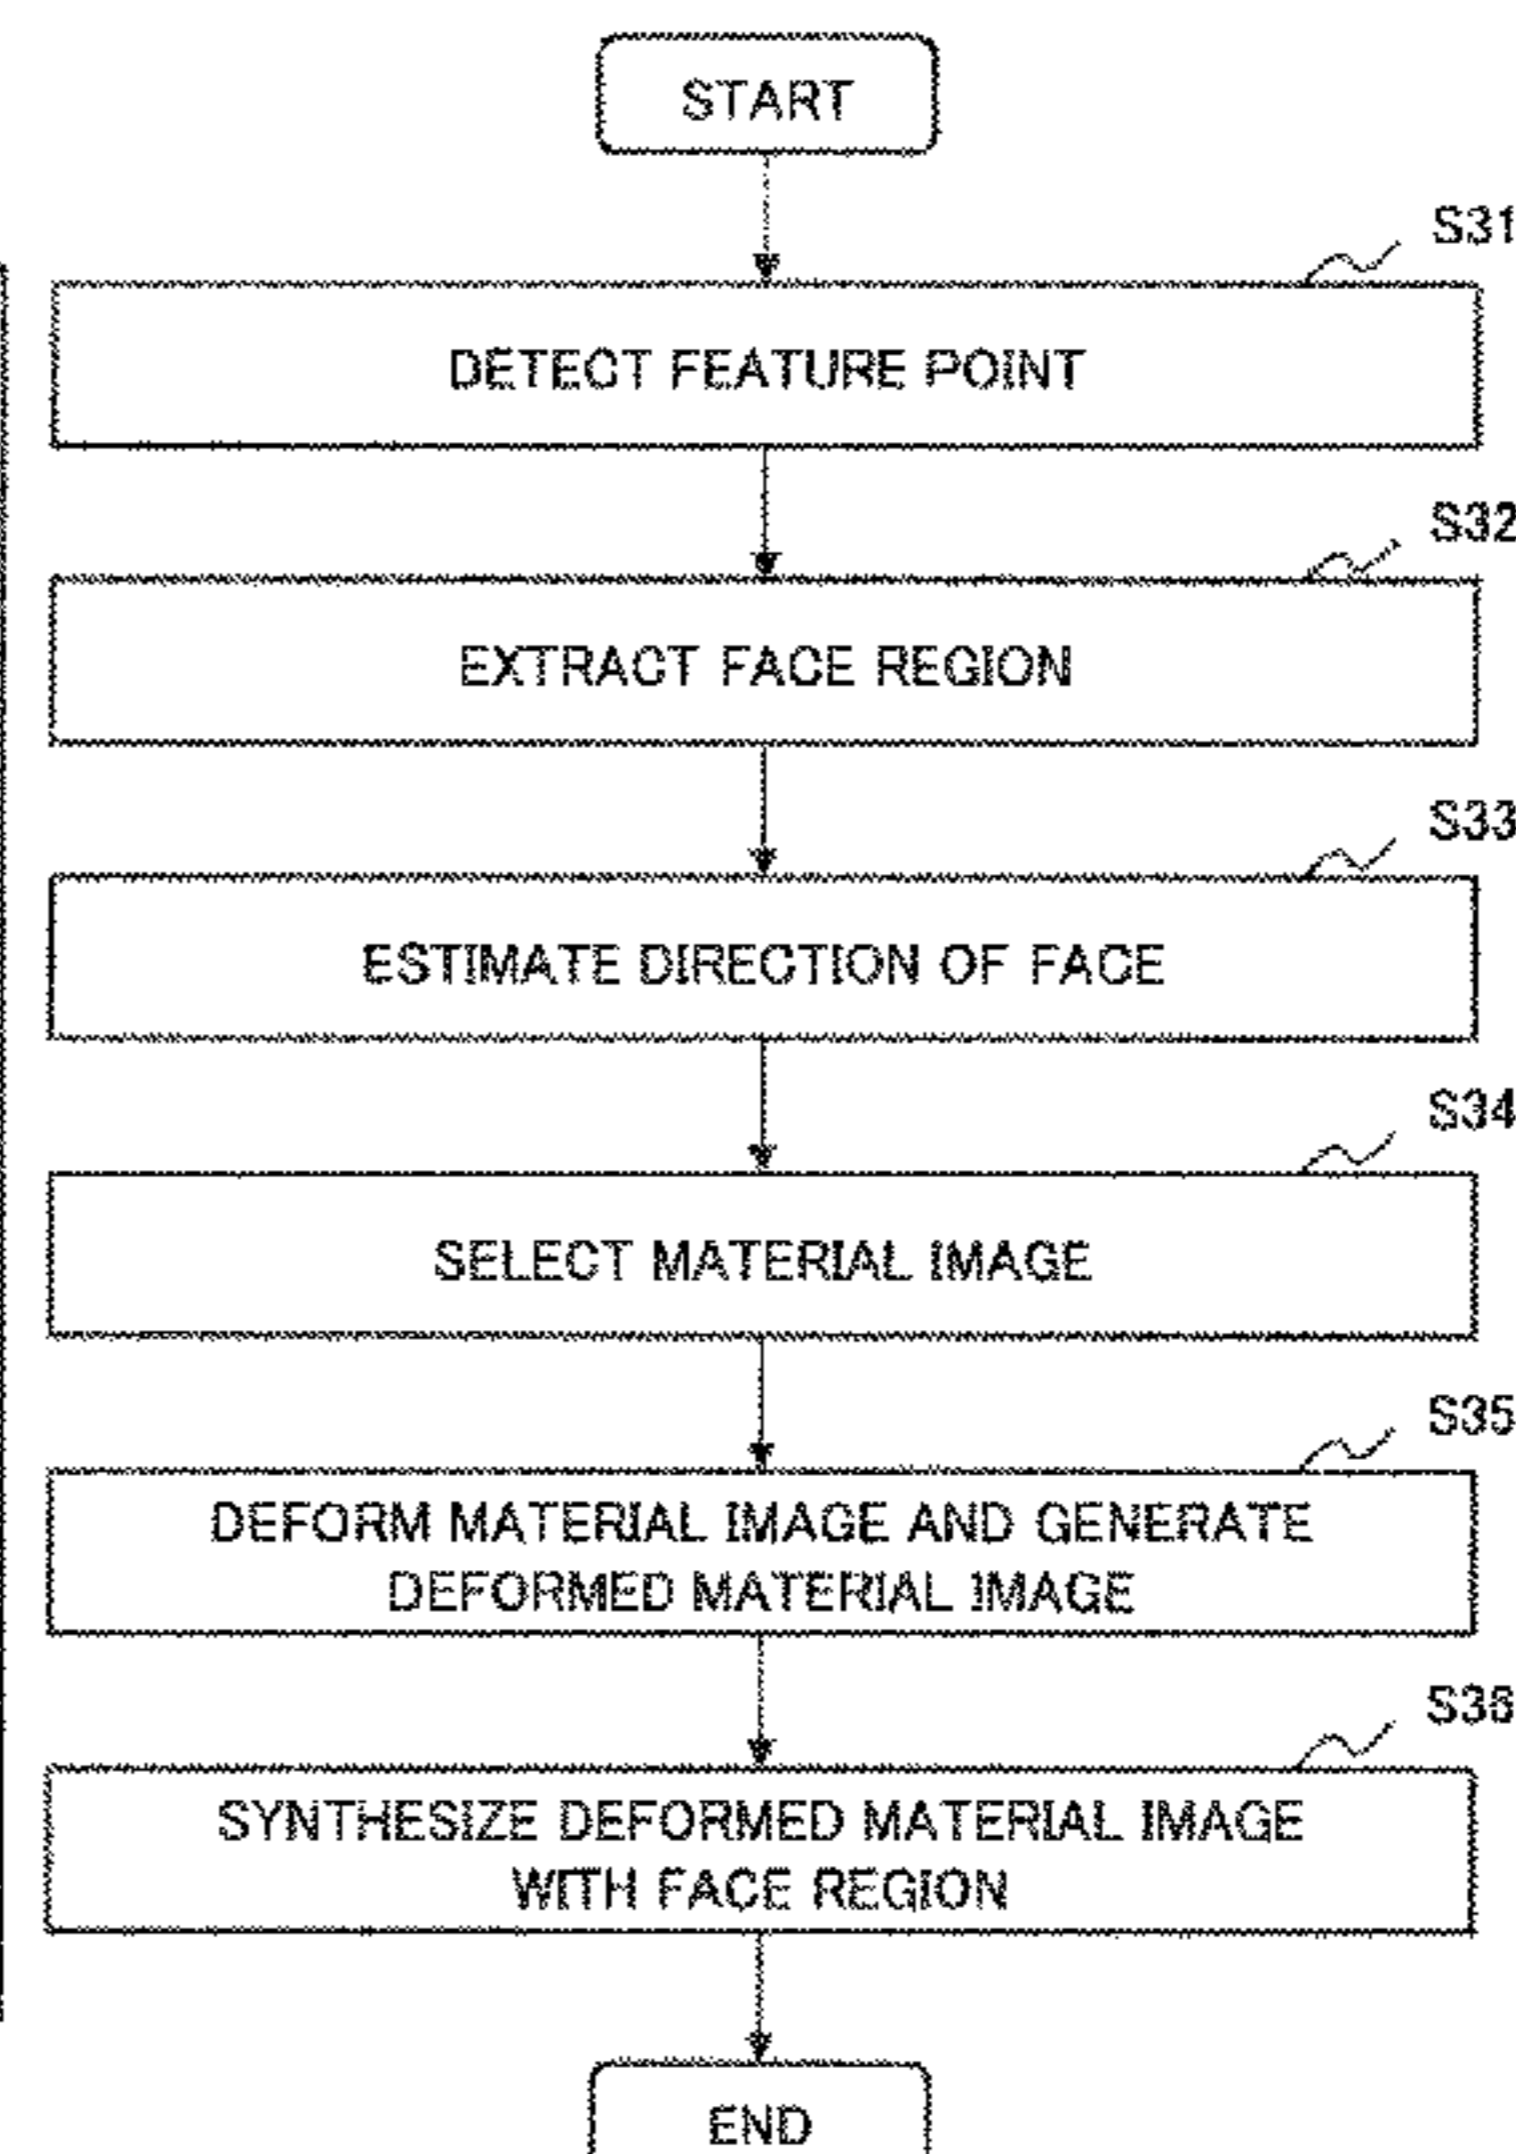 START
S31
DETECT FEATURE POINT
S32
EXTRACT FACE REGION
S33
ESTIMATE DIRECTION OF FACE
S34
SELECT MATERIAL IMAGE
S35
DEFORM MATERIAL IMAGE AND GENERATE
DEFORMED MATERIAL IMAGE
S36
SYNTHESIZE DEFORMED MATERIAL IMAGE
WITH FACE REGION
END